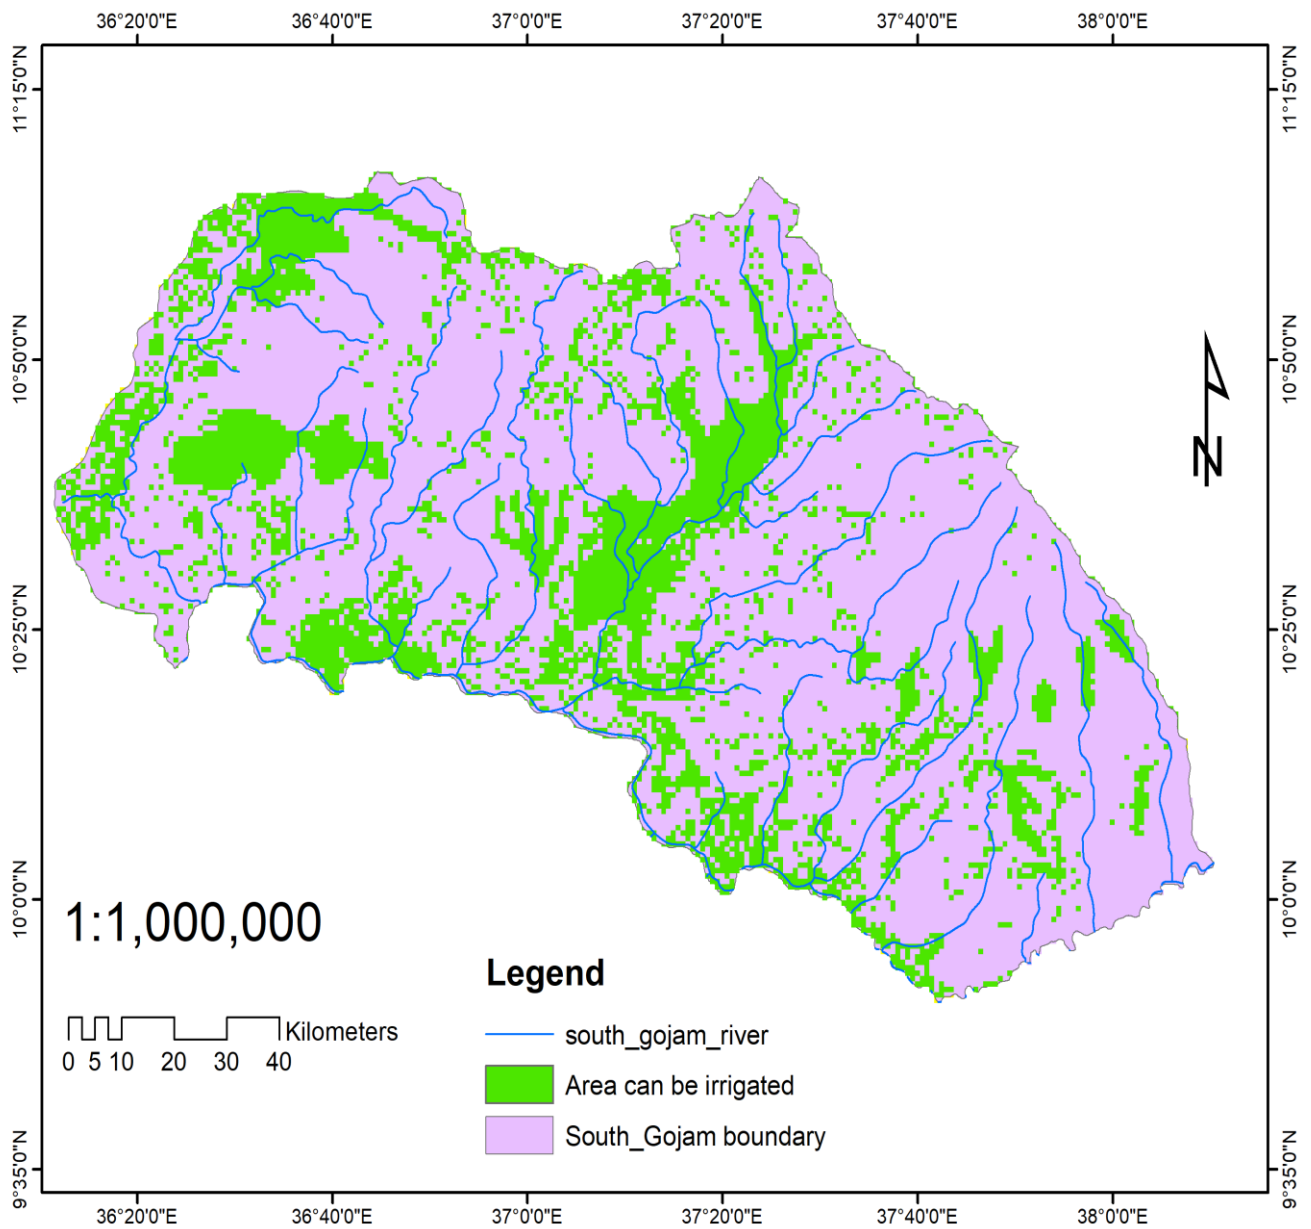 36°20'0"E 36°40'0"E 37°0'0"E 37°20'0"E 37°40'0"E 38°0'0"E
11°15'0"N 11°15'0"N
10°50'0"N 10°50'0"N
N
10°25'0"N 10°25'0"N
10°0'0"N 10°0'0"N
1:1,000,000
Legend
Kilometers
0 5 10 20 30 40
south_gojam_river
Area can be irrigated
South_Gojam boundary
9°35'0"N 9°35'0"N
36°20'0"E 36°40'0"E 37°0'0"E 37°20'0"E 37°40'0"E 38°0'0"E